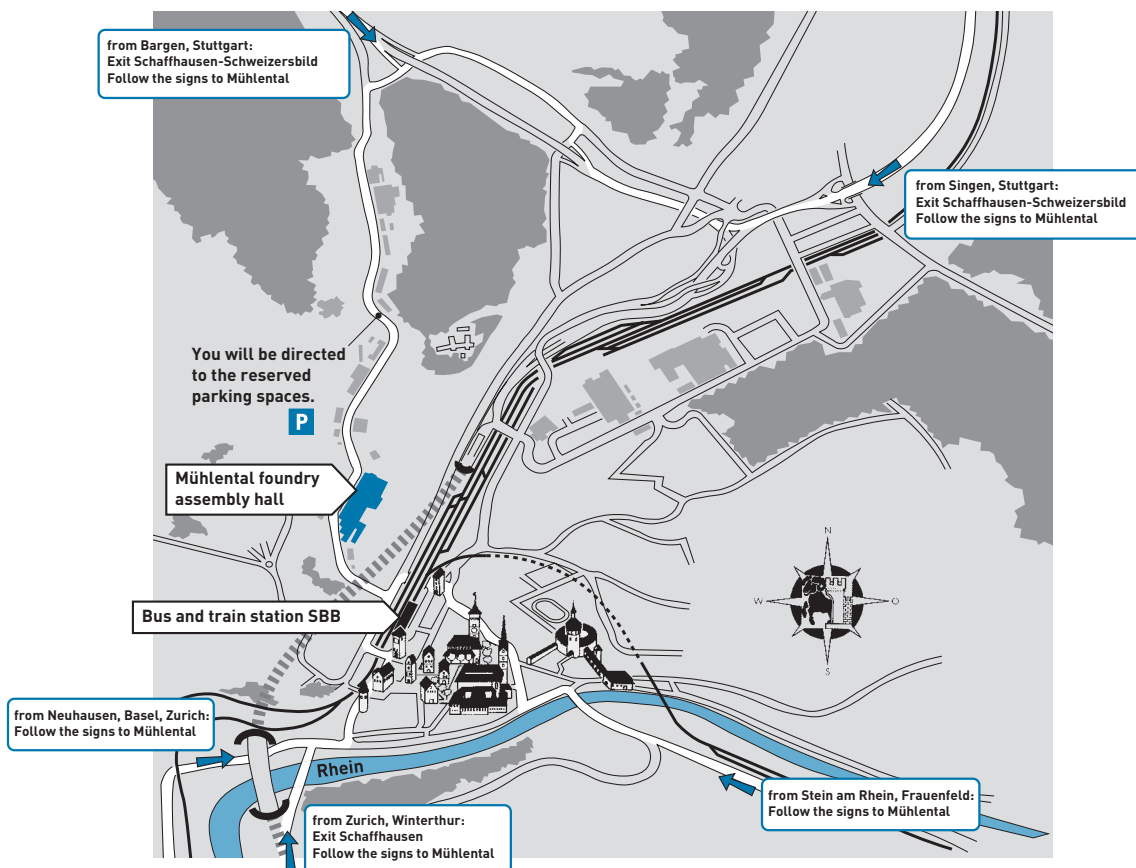 from Bargen, Stuttgart:
Exit Schaffhausen-Schweizersbild
Follow the signs to Mühlental
from Singen, Stuttgart:
Exit Schaffhausen-Schweizersbild
Follow the signs to Mühlental
You will be directed
to the reserved
parking spaces.
P
Mühlental foundry
assembly hall
N
W
O
S
Bus and train station SBB
from Neuhausen, Basel, Zurich:
Follow the signs to Mühlental
Rhein
from Stein am Rhein, Frauenfeld:
Follow the signs to Mühlental
from Zurich, Winterthur:
Exit Schaffhausen
Follow the signs to Mühlental